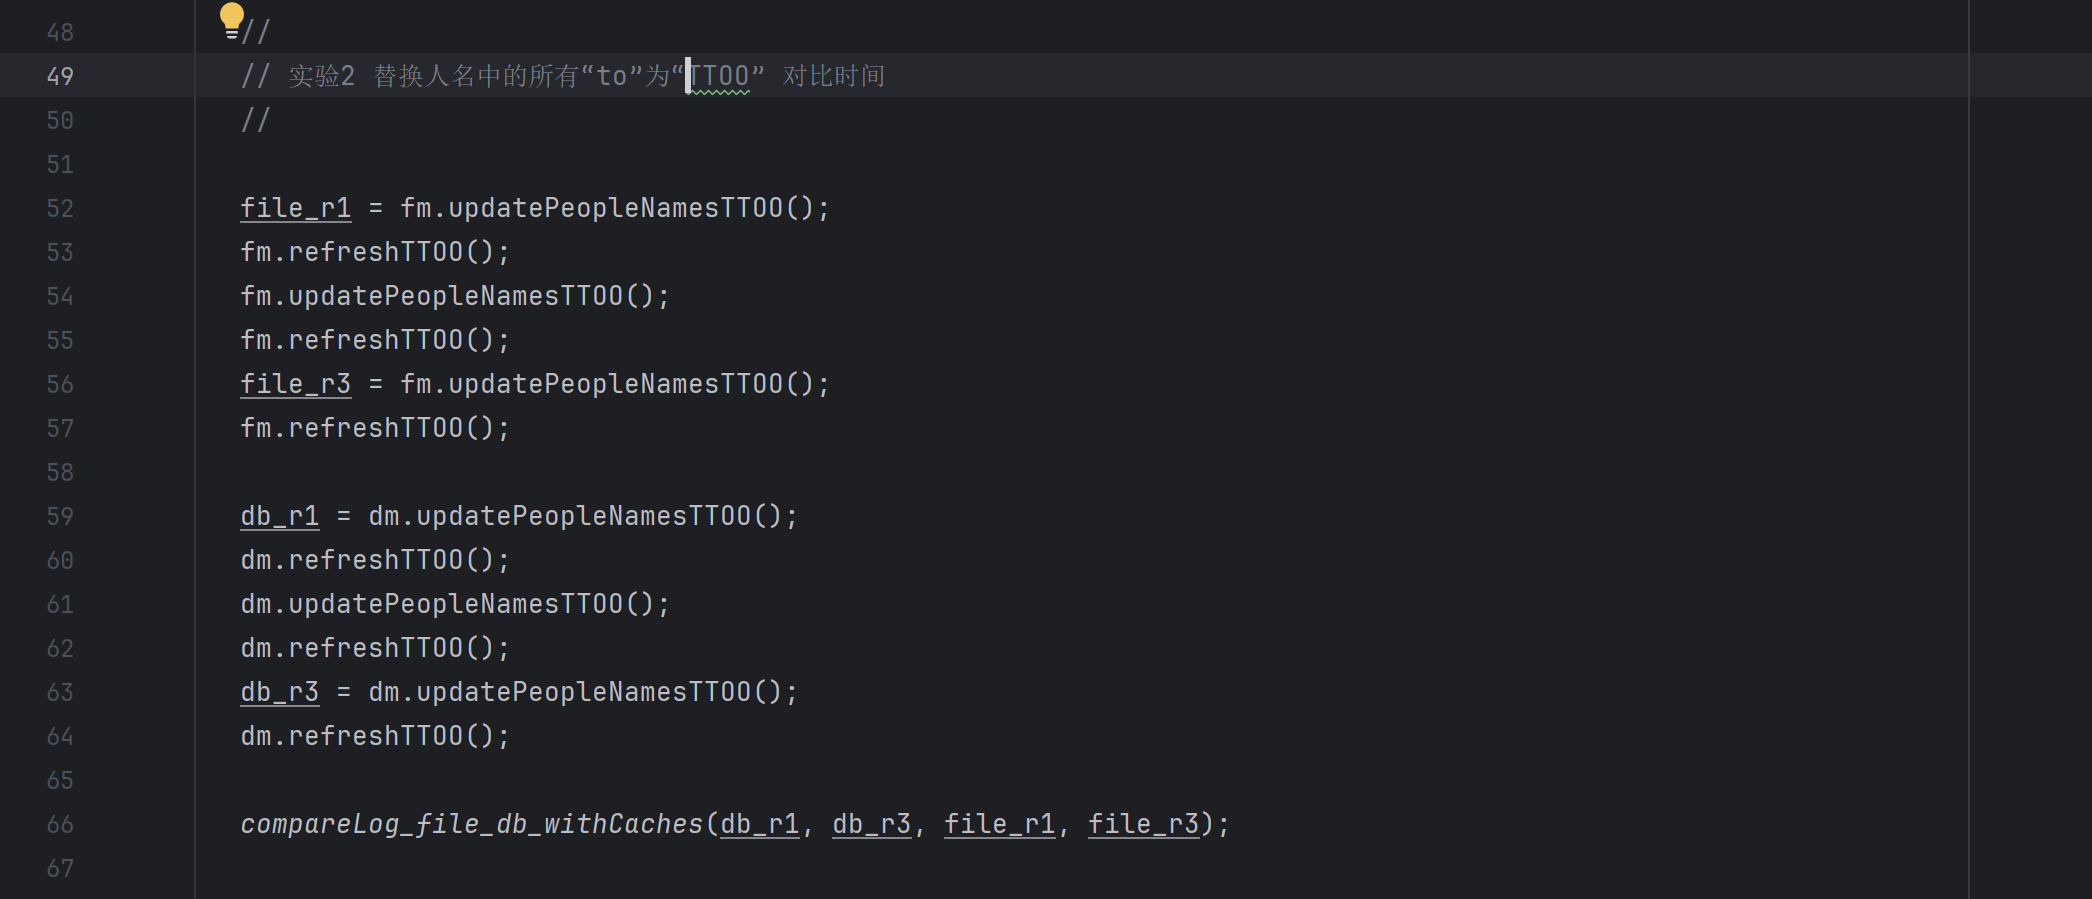 48 //
49 // 实验2 替换人名中的所有“to”为“TTOO” 对比时间
50 //
51
52 file_r1 = fm.updatePeopleNamesTTOO();
53 fm.refreshTTOO();
54 fm.updatePeopleNamesTTOO();
55 fm.refreshTTOO();
56 file_r3 = fm.updatePeopleNamesTTOO();
57 fm.refreshTTOO();
58
59 db_r1 = dm.updatePeopleNamesTTOO();
60 dm.refreshTTOO();
61 dm.updatePeopleNamesTTOO();
62 dm.refreshTTOO();
63 db_r3 = dm.updatePeopleNamesTTOO();
64 dm.refreshTTOO();
65
66 compareLog_file_db_withCaches(db_r1, db_r3, file_r1, file_r3);
67